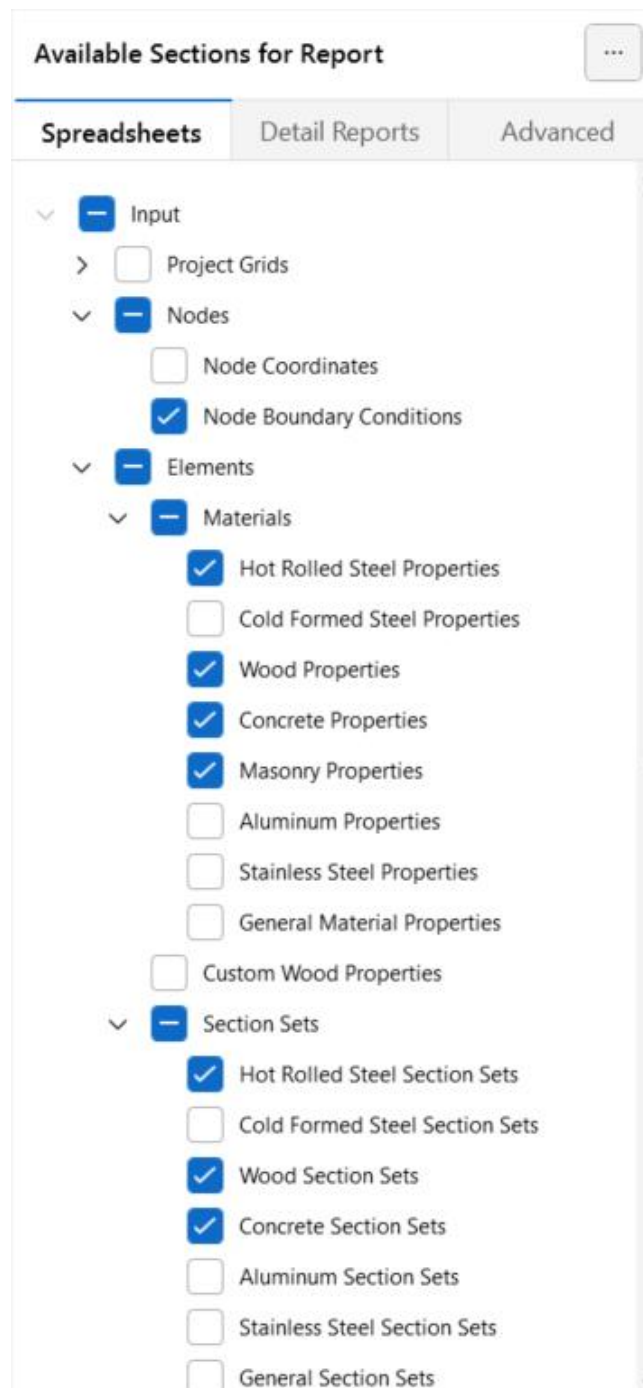 Available Sections for Report
...
Spreadsheets Detail Reports Advanced
Input
Project Grids
Nodes
Node Coordinates
Node Boundary Conditions
Elements
Materials
Hot Rolled Steel Properties
Cold Formed Steel Properties
Wood Properties
Concrete Properties
Masonry Properties
Aluminum Properties
Stainless Steel Properties
General Material Properties
Custom Wood Properties
Section Sets
Hot Rolled Steel Section Sets
Cold Formed Steel Section Sets
Wood Section Sets
Concrete Section Sets
Aluminum Section Sets
Stainless Steel Section Sets
General Section Sets